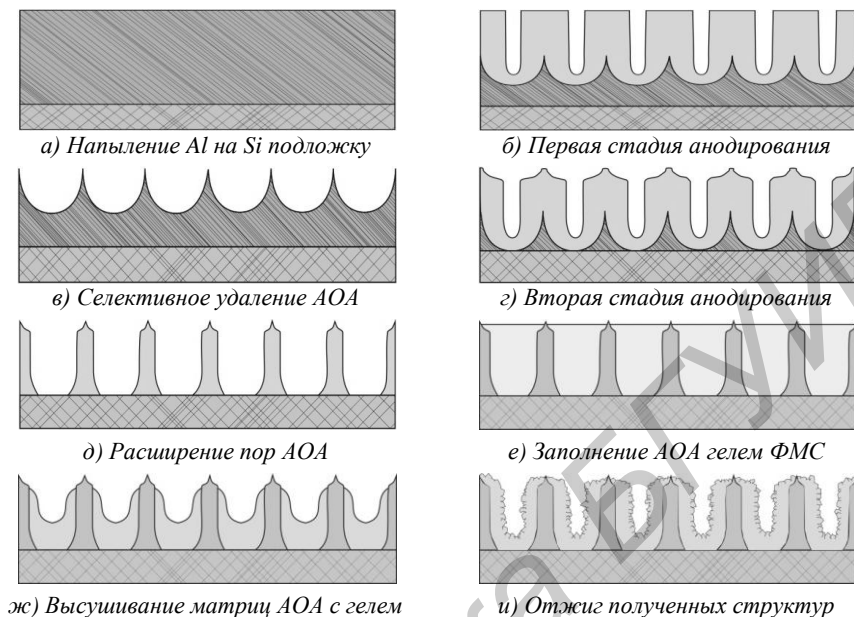 а) Напыление Al на Si подложку
б) Первая стадия анодирования
в) Селективное удаление АОА
г) Вторая стадия анодирования
д) Расширение пор АОА
е) Заполнение АОА гелем ФМС
ж) Высушивание матриц АОА с гелем
и) Отжиг полученных структур
а БГУИ